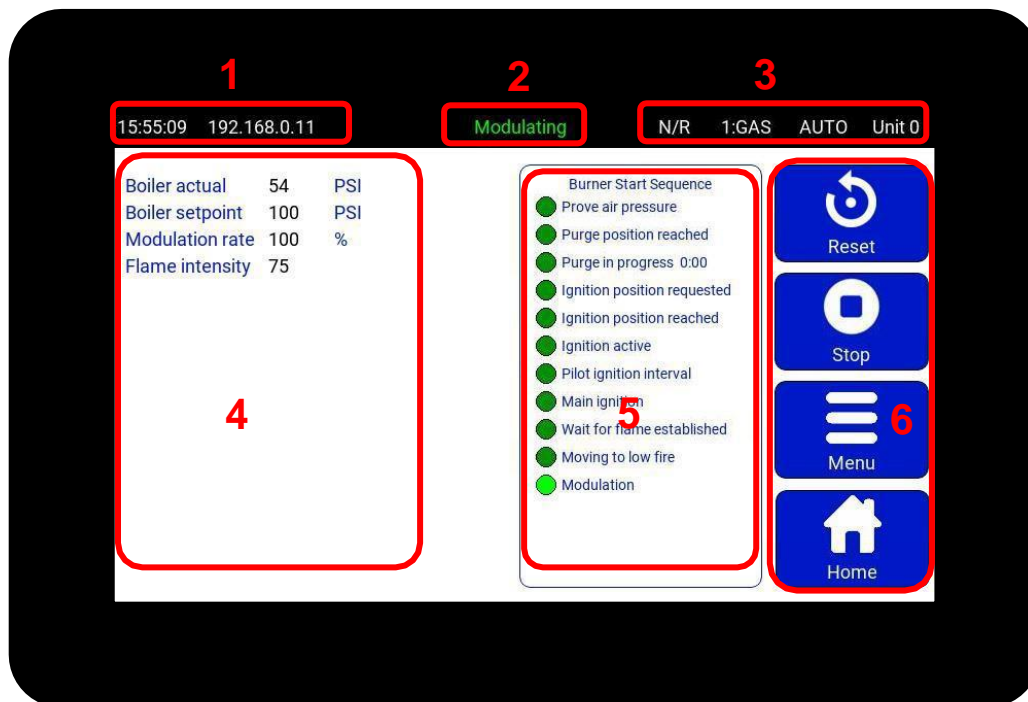 1 2 3
15:55:09 192.168.0.11 Modulating N/R 1:GAS AUTO Unit 0
Boiler actual 54 PSI
Boiler setpoint 100 PSI
Modulation rate 100 %
Flame intensity 75
4
Burner Start Sequence
Prove air pressure
Purge position reached
Purge in progress 0:00
Ignition position requested
Ignition position reached
Ignition active
Pilot ignition interval
Main ignition
Wait for flame established
Moving to low fire
Modulation
5
Reset
Stop
Menu
Home
6